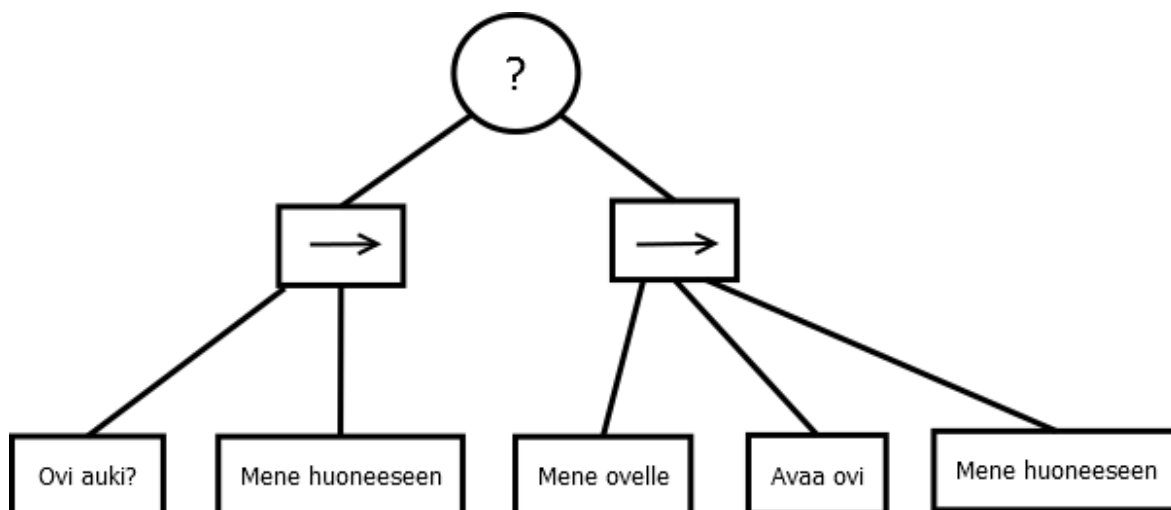 ?
→
→
Ovi auki?
Mene huoneeseen
Mene ovelle
Avaa ovi
Mene huoneeseen